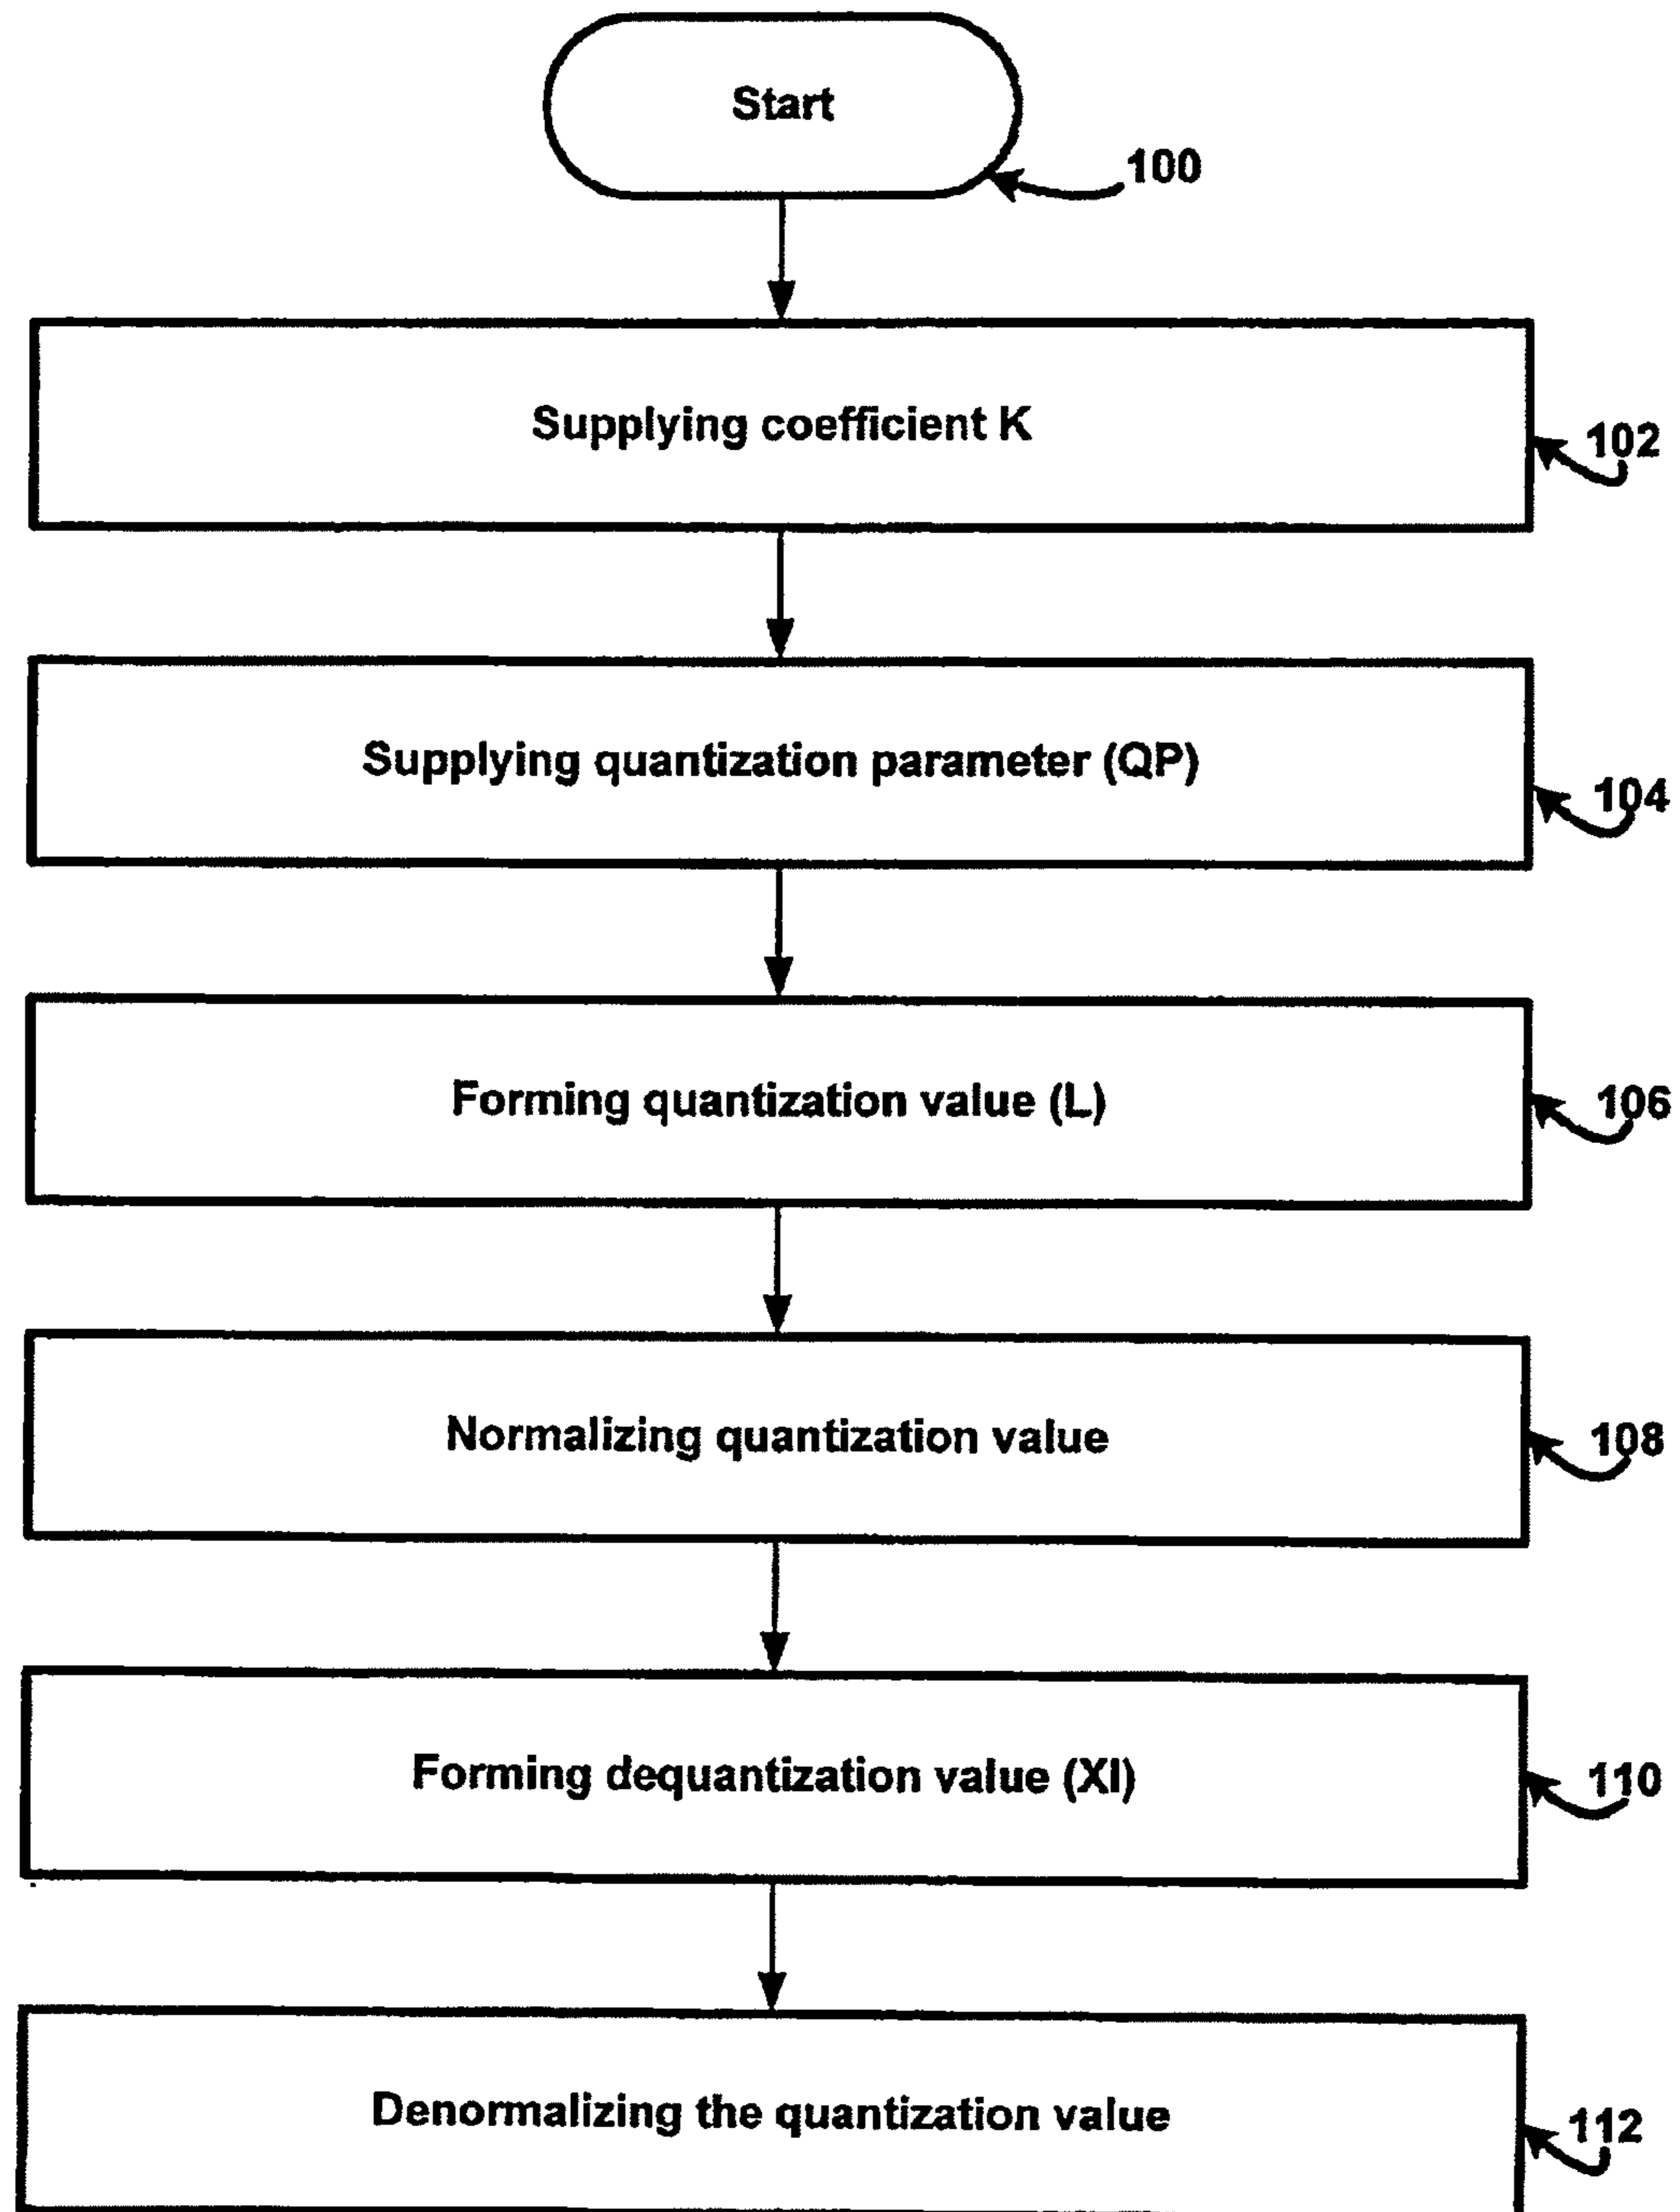 Start
100
Supplying coefficient K
102
Supplying quantization parameter (QP)
104
Forming quantization value (L)
106
Normalizing quantization value
108
Forming dequantization value (XI)
110
Denormalizing the quantization value
112